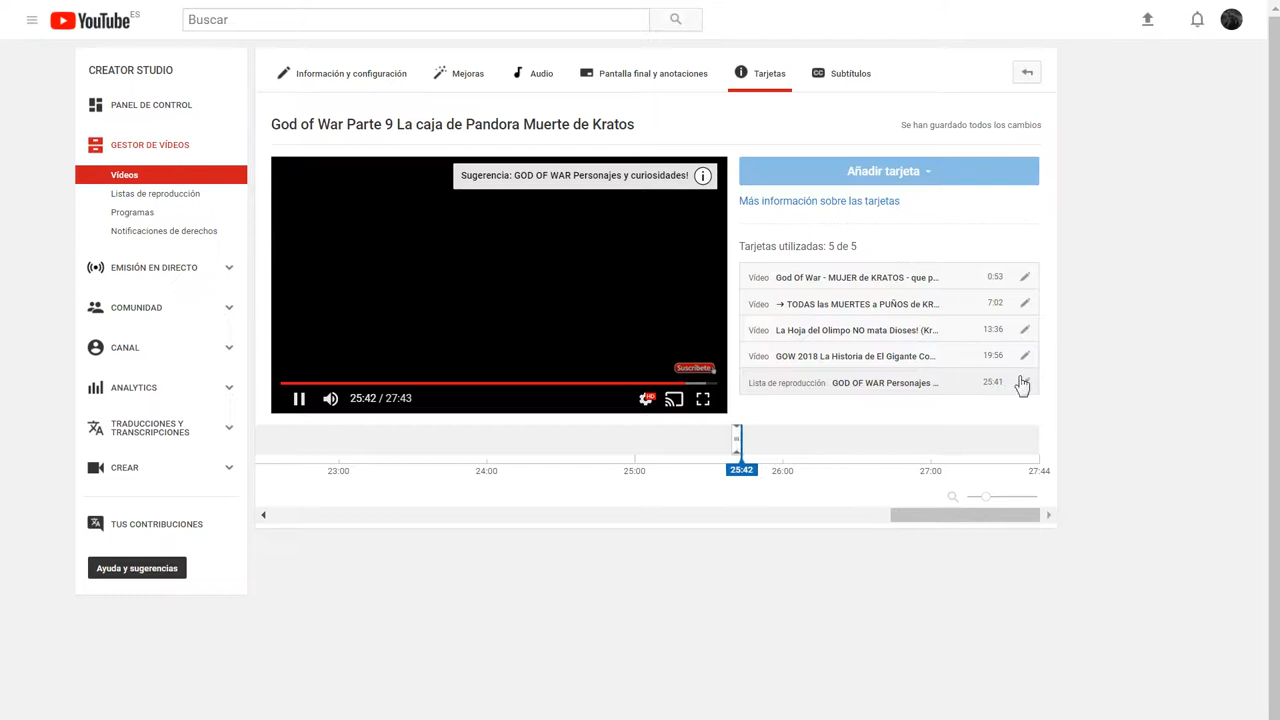 YouTube ES
Buscar
CREATOR STUDIO
PANEL DE CONTROL
GESTOR DE VÍDEOS
Vídeos
Listas de reproducción
Programas
Notificaciones de derechos
EMISIÓN EN DIRECTO
COMUNIDAD
CANAL
ANALYTICS
TRADUCCIONES Y
TRANSCRIPCIONES
CREAR
TUS CONTRIBUCIONES
Ayuda y sugerencias
Información y configuración
Mejoras
Audio
Pantalla final y anotaciones
Tarjetas
CC Subtítulos
God of War Parte 9 La caja de Pandora Muerte de Kratos
Se han guardado todos los cambios
Sugerencia: GOD OF WAR Personajes y curiosidades!
Suscríbete
25:42 / 27:43
HD
Añadir tarjeta
Más información sobre las tarjetas
Tarjetas utilizadas: 5 de 5
Vídeo God Of War - MUJER de KRATOS - que p... 0:53
Vídeo → TODAS las MUERTES a PUÑOS de KR... 7:02
Vídeo La Hoja del Olimpo NO mata Dioses! (Kr... 13:36
Vídeo GOW 2018 La Historia de El Gigante Co... 19:56
Lista de reproducción GOD OF WAR Personajes ... 25:41
23:00 24:00 25:00 25:42 26:00 27:00 27:44